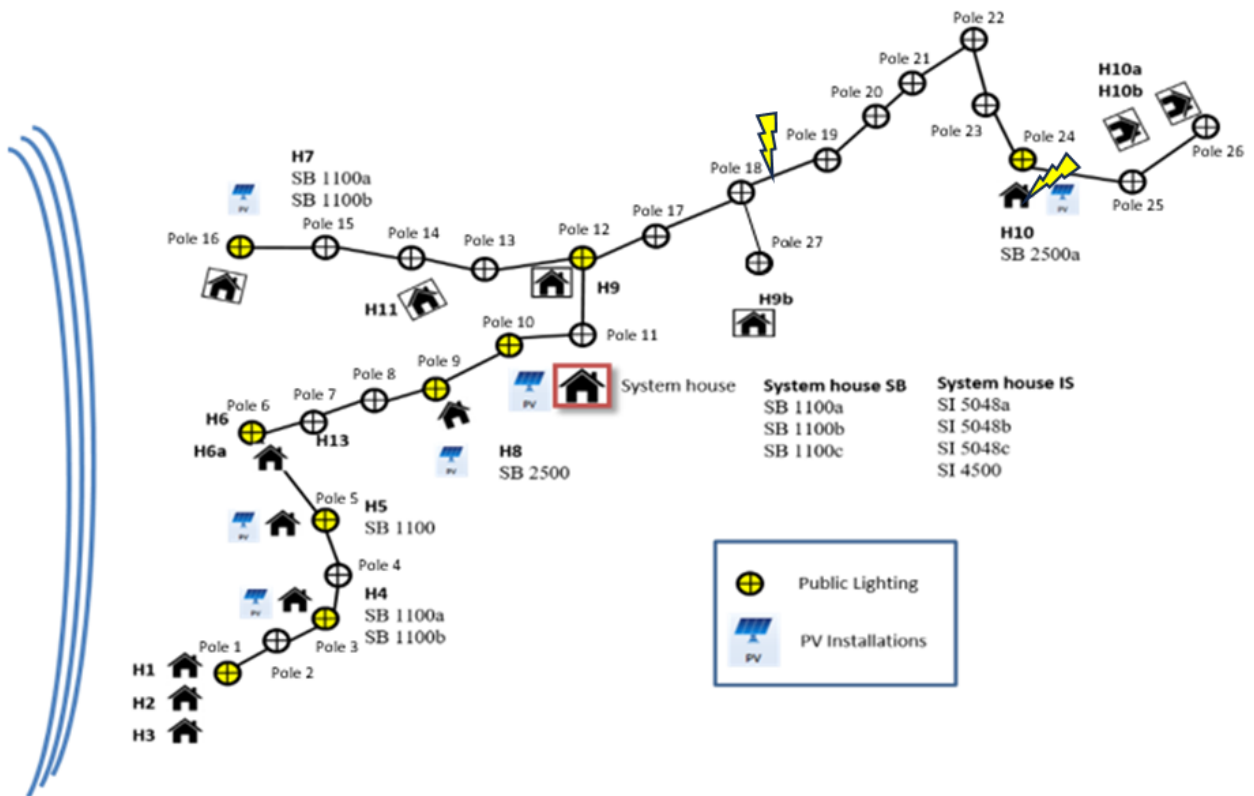 Pole 22
Pole 21
H10a
H10b
Pole 20
Pole 19
Pole 23
Pole 24
Pole 26
H7
SB 1100a
SB 1100b
PV
Pole 18
PV
Pole 25
Pole 16
Pole 15
Pole 14
Pole 13
Pole 12
Pole 17
Pole 27
H10
SB 2500a
H11
H9
H9b
Pole 10
Pole 11
Pole 9
Pole 8
Pole 7
Pole 6
H6
H6a
H13
PV
System house
System house SB
SB 1100a
SB 1100b
SB 1100c
System house IS
SI 5048a
SI 5048b
SI 5048c
SI 4500
PV
H8
SB 2500
Pole 5
H5
SB 1100
PV
Pole 4
H4
SB 1100a
SB 1100b
PV
Pole 3
Pole 1
Pole 2
H1
H2
H3
Public Lighting
PV Installations
PV